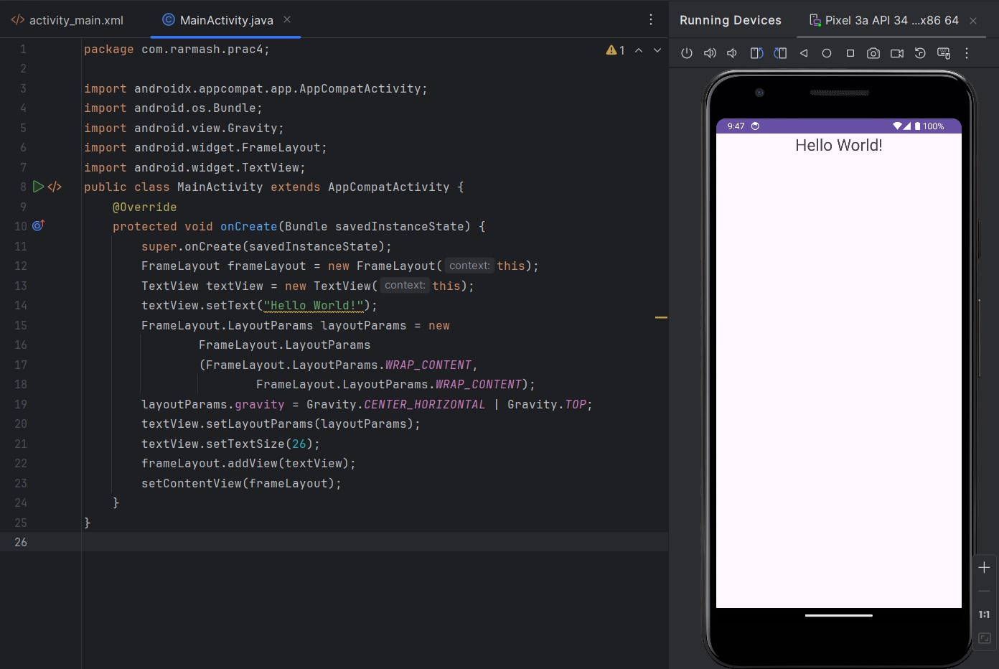 activity_main.xml
MainActivity.java
Running Devices
Pixel 3a API 34 ...x86 64
1
1 package com.rarmash.prac4;
2
3 import androidx.appcompat.app.AppCompatActivity;
4 import android.os.Bundle;
5 import android.view.Gravity;
6 import android.widget.FrameLayout;
7 import android.widget.TextView;
8 public class MainActivity extends AppCompatActivity {
9 @Override
10 protected void onCreate(Bundle savedInstanceState) {
11 super.onCreate(savedInstanceState);
12 FrameLayout frameLayout = new FrameLayout( context: this);
13 TextView textView = new TextView( context: this);
14 textView.setText("Hello World!");
15 FrameLayout.LayoutParams layoutParams = new
16 FrameLayout.LayoutParams
17 (FrameLayout.LayoutParams.WRAP_CONTENT,
18 FrameLayout.LayoutParams.WRAP_CONTENT);
19 layoutParams.gravity = Gravity.CENTER_HORIZONTAL | Gravity.TOP;
20 textView.setLayoutParams(layoutParams);
21 textView.setTextSize(26);
22 frameLayout.addView(textView);
23 setContentView(frameLayout);
24 }
25 }
26
9:47
100%
Hello World!
1:1